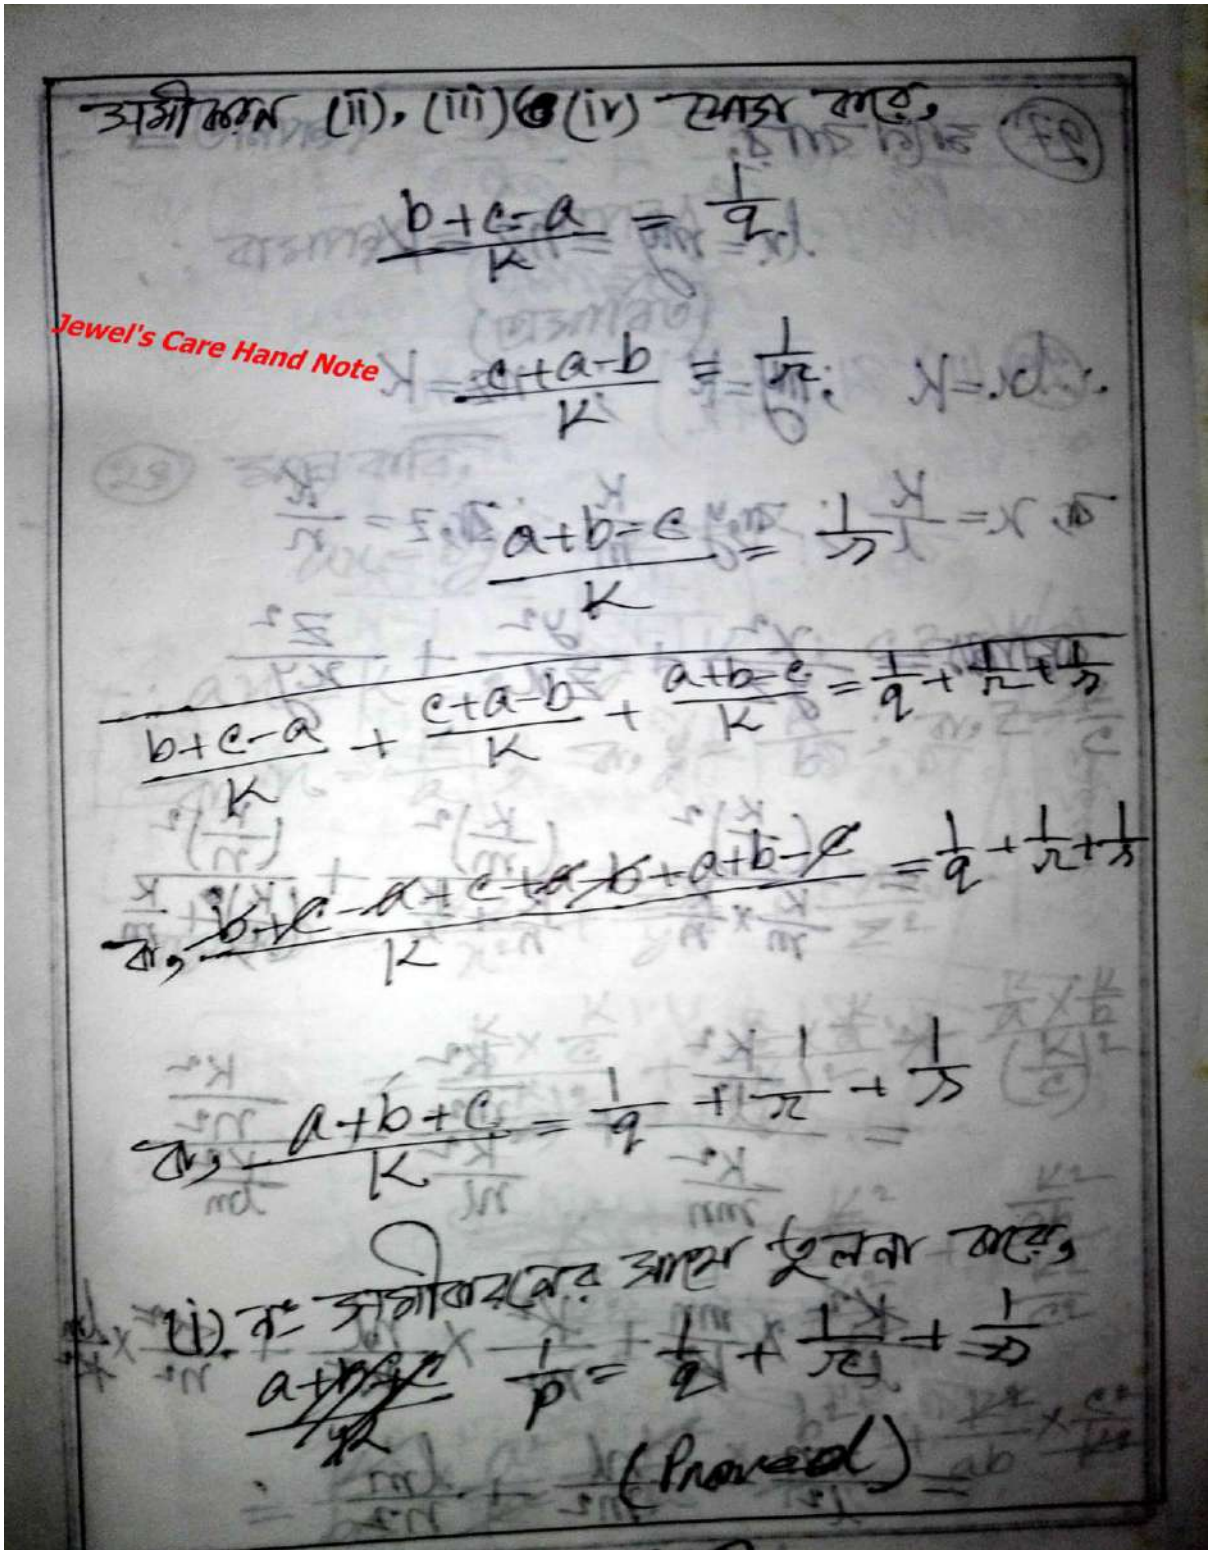 সমীকরণ (ii), (iii) ও (iv) যোগ করে,
b+c-a/K = 1/q
Jewel's Care Hand Note
c+a-b/K = 1/r
a+b-c/K = 1/s
b+c-a/K + c+a-b/K + a+b-c/K = 1/q + 1/r + 1/s
বা, b+c-a+c+a-b+a+b-c/K = 1/q + 1/r + 1/s
বা, a+b+c/K = 1/q + 1/r + 1/s
(i) নং সমীকরনের সাথে তুলনা করে,
1/p = 1/q + 1/r + 1/s
(Proved)